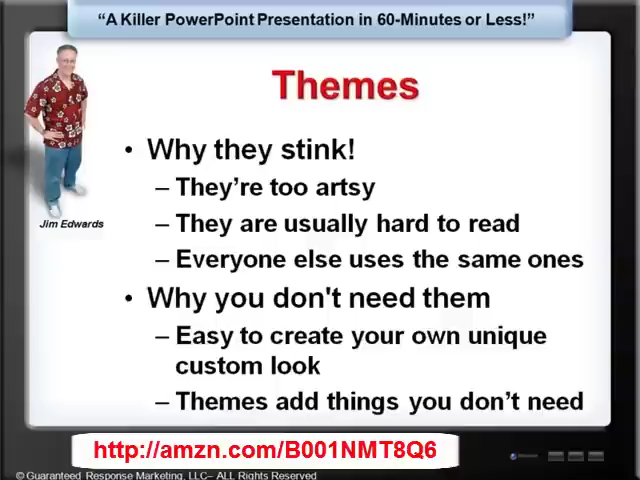 “A Killer PowerPoint Presentation in 60-Minutes or Less!”
Themes
• Why they stink!
– They’re too artsy
– They are usually hard to read
– Everyone else uses the same ones
• Why you don't need them
– Easy to create your own unique
custom look
– Themes add things you don’t need
Jim Edwards
http://amzn.com/B001NMT8Q6
© Guaranteed Response Marketing, LLC– ALL Rights Reserved